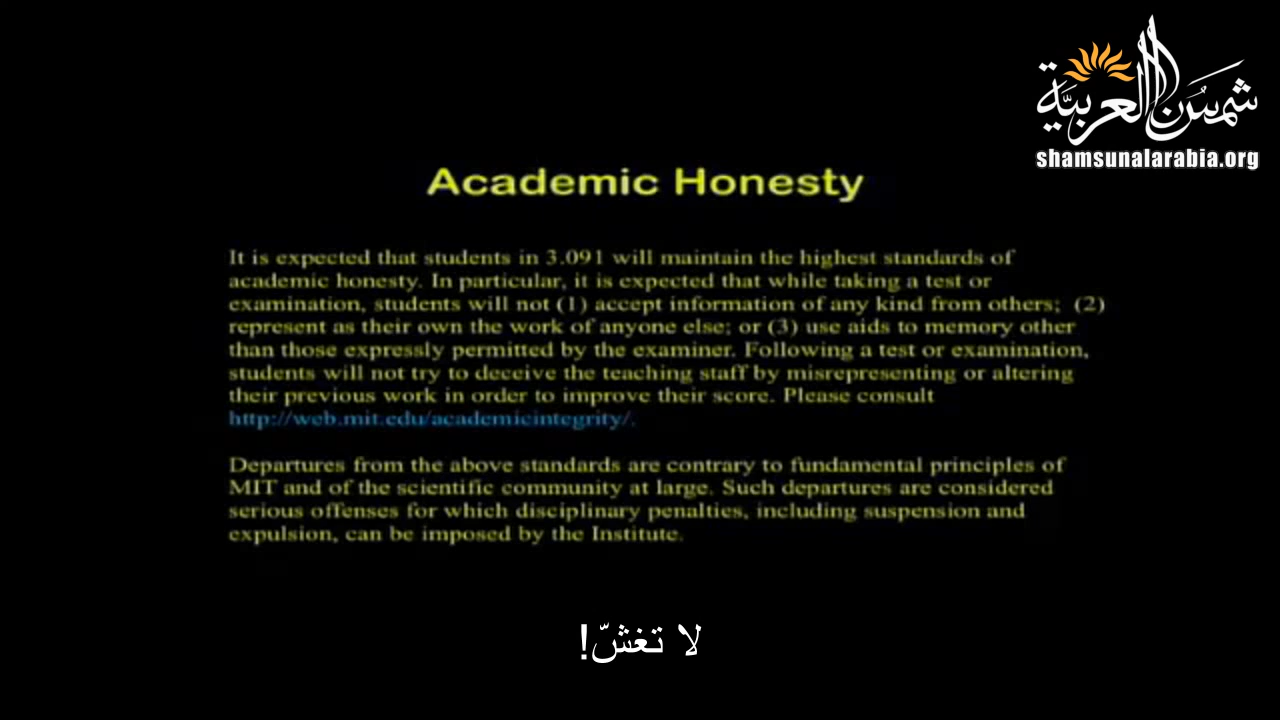 شمسُن العربيّة
shamsunalarabia.org
Academic Honesty
It is expected that students in 3.091 will maintain the highest standards of
academic honesty. In particular, it is expected that while taking a test or
examination, students will not (1) accept information of any kind from others; (2)
represent as their own the work of anyone else; or (3) use aids to memory other
than those expressly permitted by the examiner. Following a test or examination,
students will not try to deceive the teaching staff by misrepresenting or altering
their previous work in order to improve their score. Please consult
http://web.mit.edu/academicintegrity/.
Departures from the above standards are contrary to fundamental principles of
MIT and of the scientific community at large. Such departures are considered
serious offenses for which disciplinary penalties, including suspension and
expulsion, can be imposed by the Institute.
لا تغشّ!